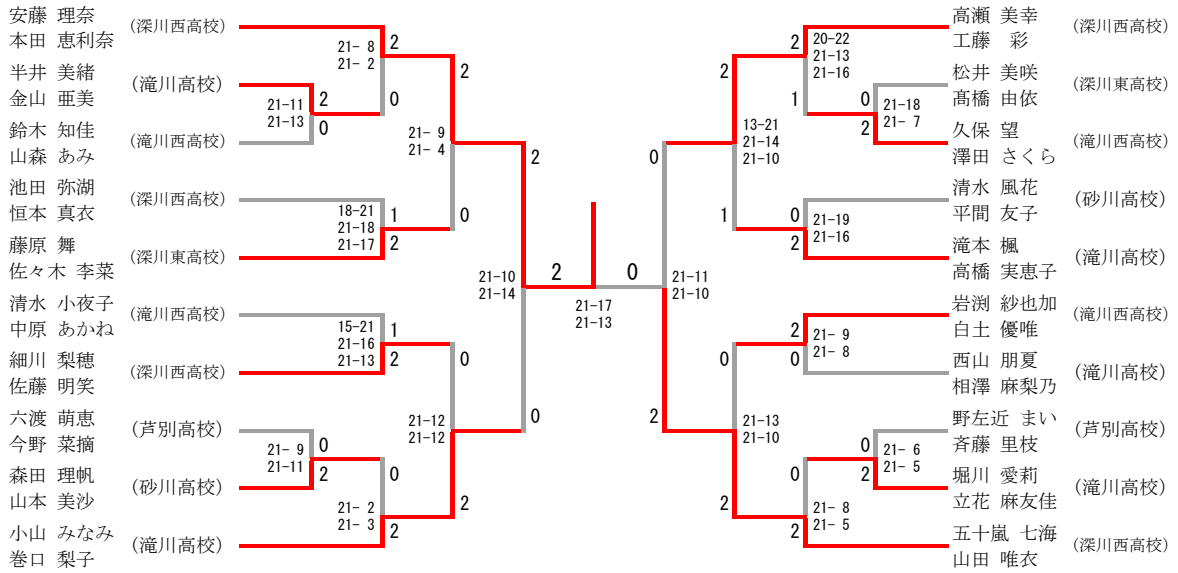 安藤 理奈
本田 恵利奈
(深川西高校)
半井 美緒
金山 亜美
(滝川高校)
鈴木 知佳
山森 あみ
(滝川西高校)
池田 弥湖
恒本 真衣
(深川西高校)
藤原 舞
佐々木 李菜
(深川東高校)
清水 小夜子
中原 あかね
(滝川西高校)
細川 梨穂
佐藤 明笑
(深川西高校)
六渡 萌恵
今野 菜摘
(芦別高校)
森田 理帆
山本 美沙
(砂川高校)
小山 みなみ
巻口 梨子
(滝川高校)
21-11
21-13
2
0
21- 9
21-11
0
2
21- 8
21- 2
2
0
18-21
21-18
21-17
1
2
15-21
21-16
21-13
1
2
21- 2
21- 3
0
2
21- 9
21- 4
2
0
21-12
21-12
0
2
21-10
21-14
2
0
2
0
21-17
21-13
21-11
21-10
0
2
13-21
21-14
21-10
2
1
21-13
21-10
0
2
20-22
21-13
21-16
2
1
21-19
21-16
0
2
21- 9
21- 8
2
0
21- 8
21- 5
0
2
21-18
21- 7
0
2
21- 6
21- 5
0
2
高瀬 美幸
工藤 彩
(深川西高校)
松井 美咲
髙橋 由依
(深川東高校)
久保 望
澤田 さくら
(滝川西高校)
清水 風花
平間 友子
(砂川高校)
滝本 楓
高橋 実恵子
(滝川高校)
岩渕 紗也加
白土 優唯
(滝川西高校)
西山 朋夏
相澤 麻梨乃
(滝川高校)
野左近 まい
斉藤 里枝
(芦別高校)
堀川 愛莉
立花 麻友佳
(滝川高校)
五十嵐 七海
山田 唯衣
(深川西高校)